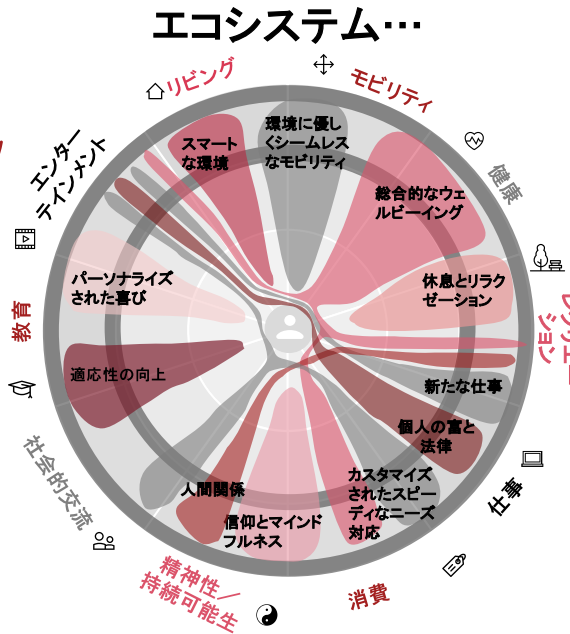 エコシステム…
リビング
モビリティ
エンター
テインメント
健康
スマート
な環境
環境に優し
くシームレス
なモビリティ
総合的なウェ
ルビーイング
休息とリラク
ゼーション
パーソナライズ
された喜び
教育
適応性の向上
新たな仕事
個人の富と
法律
カスタマイズ
されたスピー
ディなニーズ
対応
人間関係
信仰とマインド
フルネス
社会的交流
仕事
精神性／
持続可能生
消費
ション